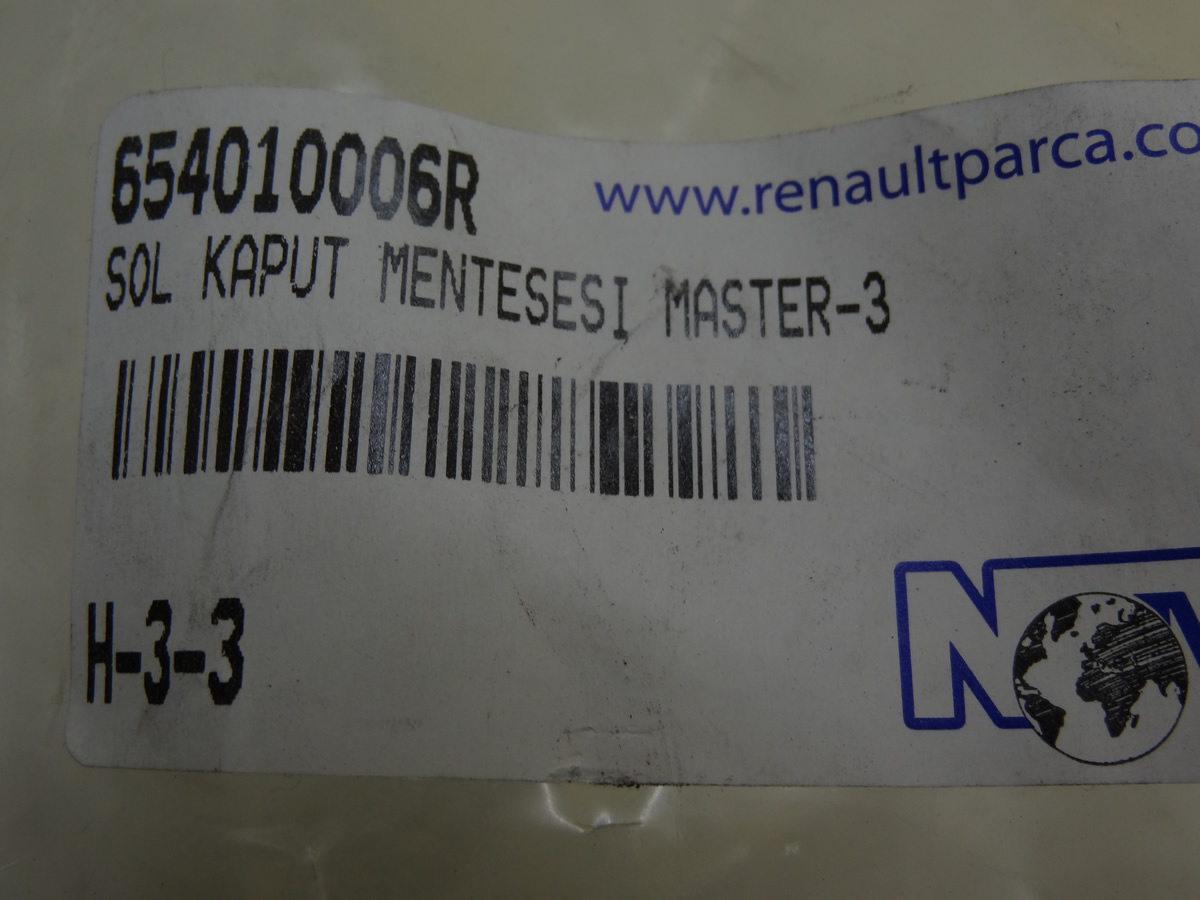 654010006R
www.renaultparca.co
SOL KAPUT MENTESESI MASTER-3
H-3-3